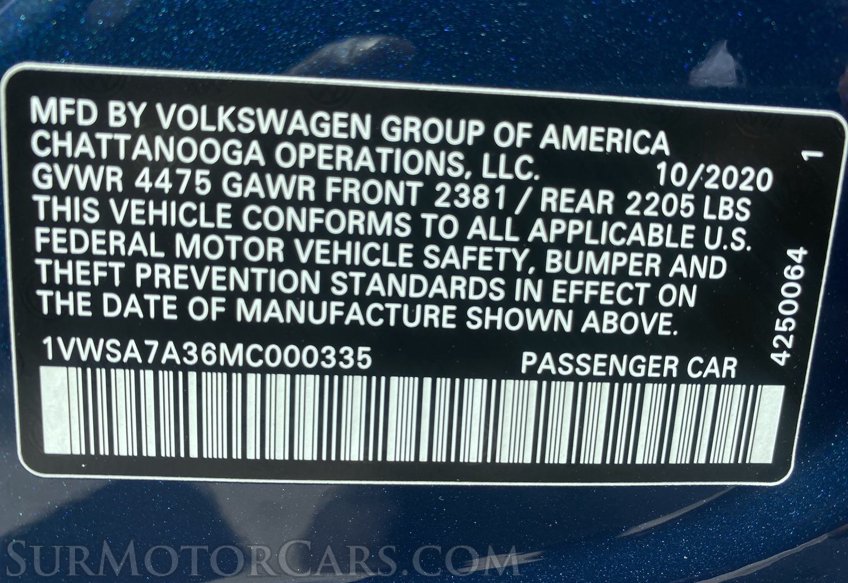 MFD BY VOLKSWAGEN GROUP OF AMERICA
CHATTANOOGA OPERATIONS, LLC. 10/2020 1
GVWR 4475 GAWR FRONT 2381 / REAR 2205 LBS
THIS VEHICLE CONFORMS TO ALL APPLICABLE U.S.
FEDERAL MOTOR VEHICLE SAFETY, BUMPER AND
THEFT PREVENTION STANDARDS IN EFFECT ON
THE DATE OF MANUFACTURE SHOWN ABOVE.
4250064
1VWSA7A36MC000335 PASSENGER CAR
SURMOTORCARS.COM